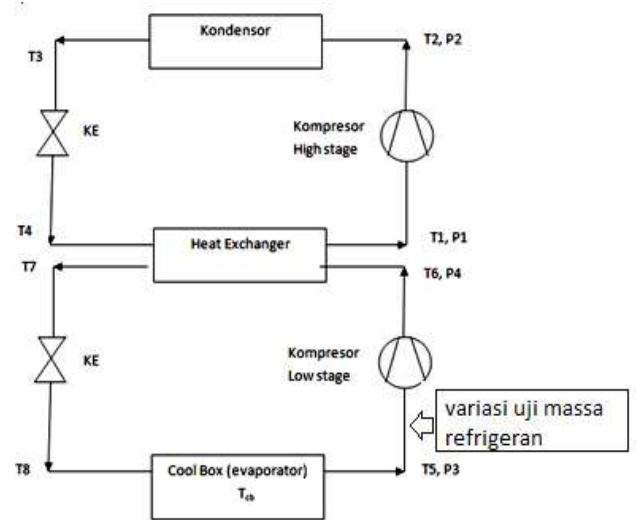 Kondensor
T2, P2
T3
KE
Kompresor
High stage
T4
Heat Exchanger
T1, P1
T7
T6, P4
KE
Kompresor
Low stage
variasi uji massa
refrigeran
T8
Cool Box (evaporator)
T5, P3
Tcb